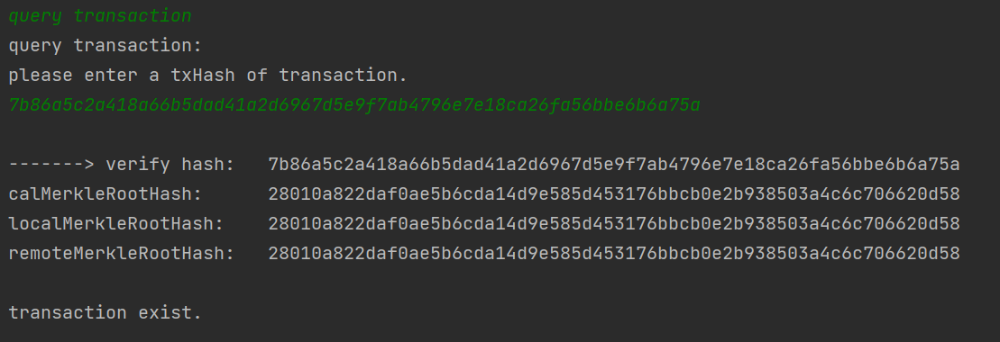 query transaction
query transaction:
please enter a txHash of transaction.
7b86a5c2a418a66b5dad41a2d6967d5e9f7ab4796e7e18ca26fa56bbe6b6a75a
-------> verify hash:   7b86a5c2a418a66b5dad41a2d6967d5e9f7ab4796e7e18ca26fa56bbe6b6a75a
calMerkleRootHash:      28010a822daf0ae5b6cda14d9e585d453176bbcb0e2b938503a4c6c706620d58
localMerkleRootHash:    28010a822daf0ae5b6cda14d9e585d453176bbcb0e2b938503a4c6c706620d58
remoteMerkleRootHash:   28010a822daf0ae5b6cda14d9e585d453176bbcb0e2b938503a4c6c706620d58
transaction exist.